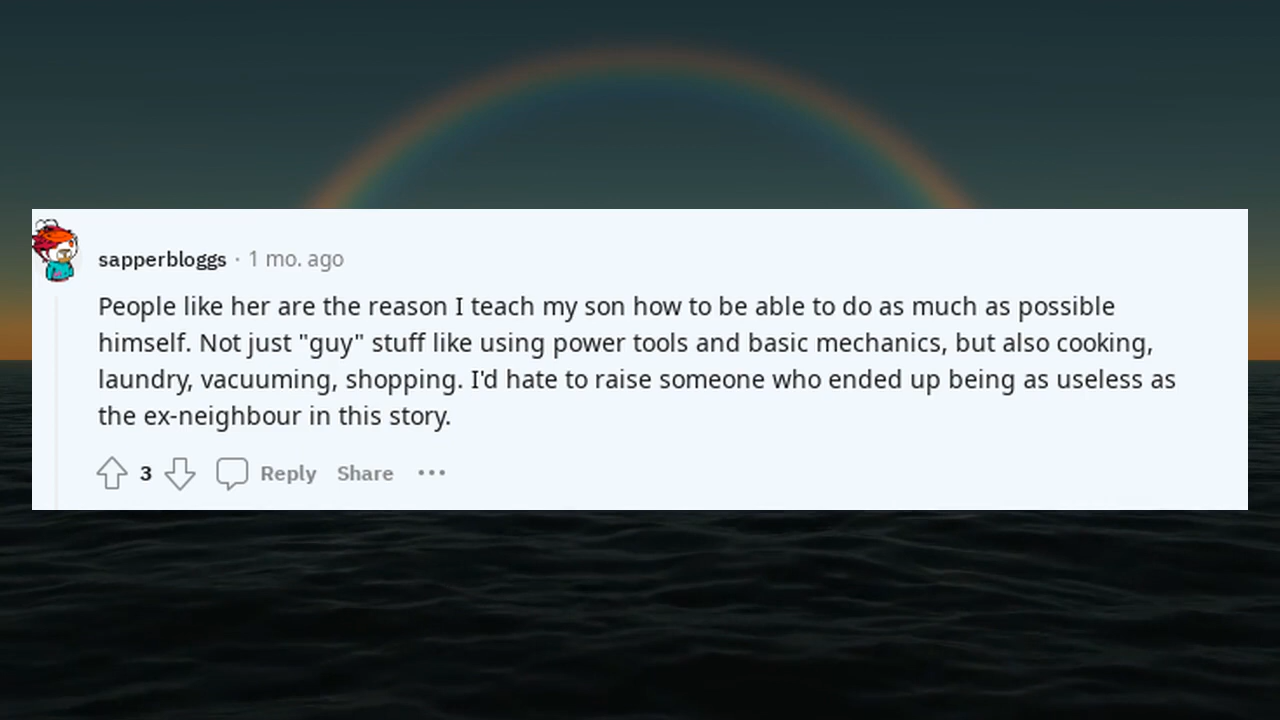 sapperbloggs · 1 mo. ago
People like her are the reason I teach my son how to be able to do as much as possible
himself. Not just "guy" stuff like using power tools and basic mechanics, but also cooking,
laundry, vacuuming, shopping. I'd hate to raise someone who ended up being as useless as
the ex-neighbour in this story.
3 Reply Share ···